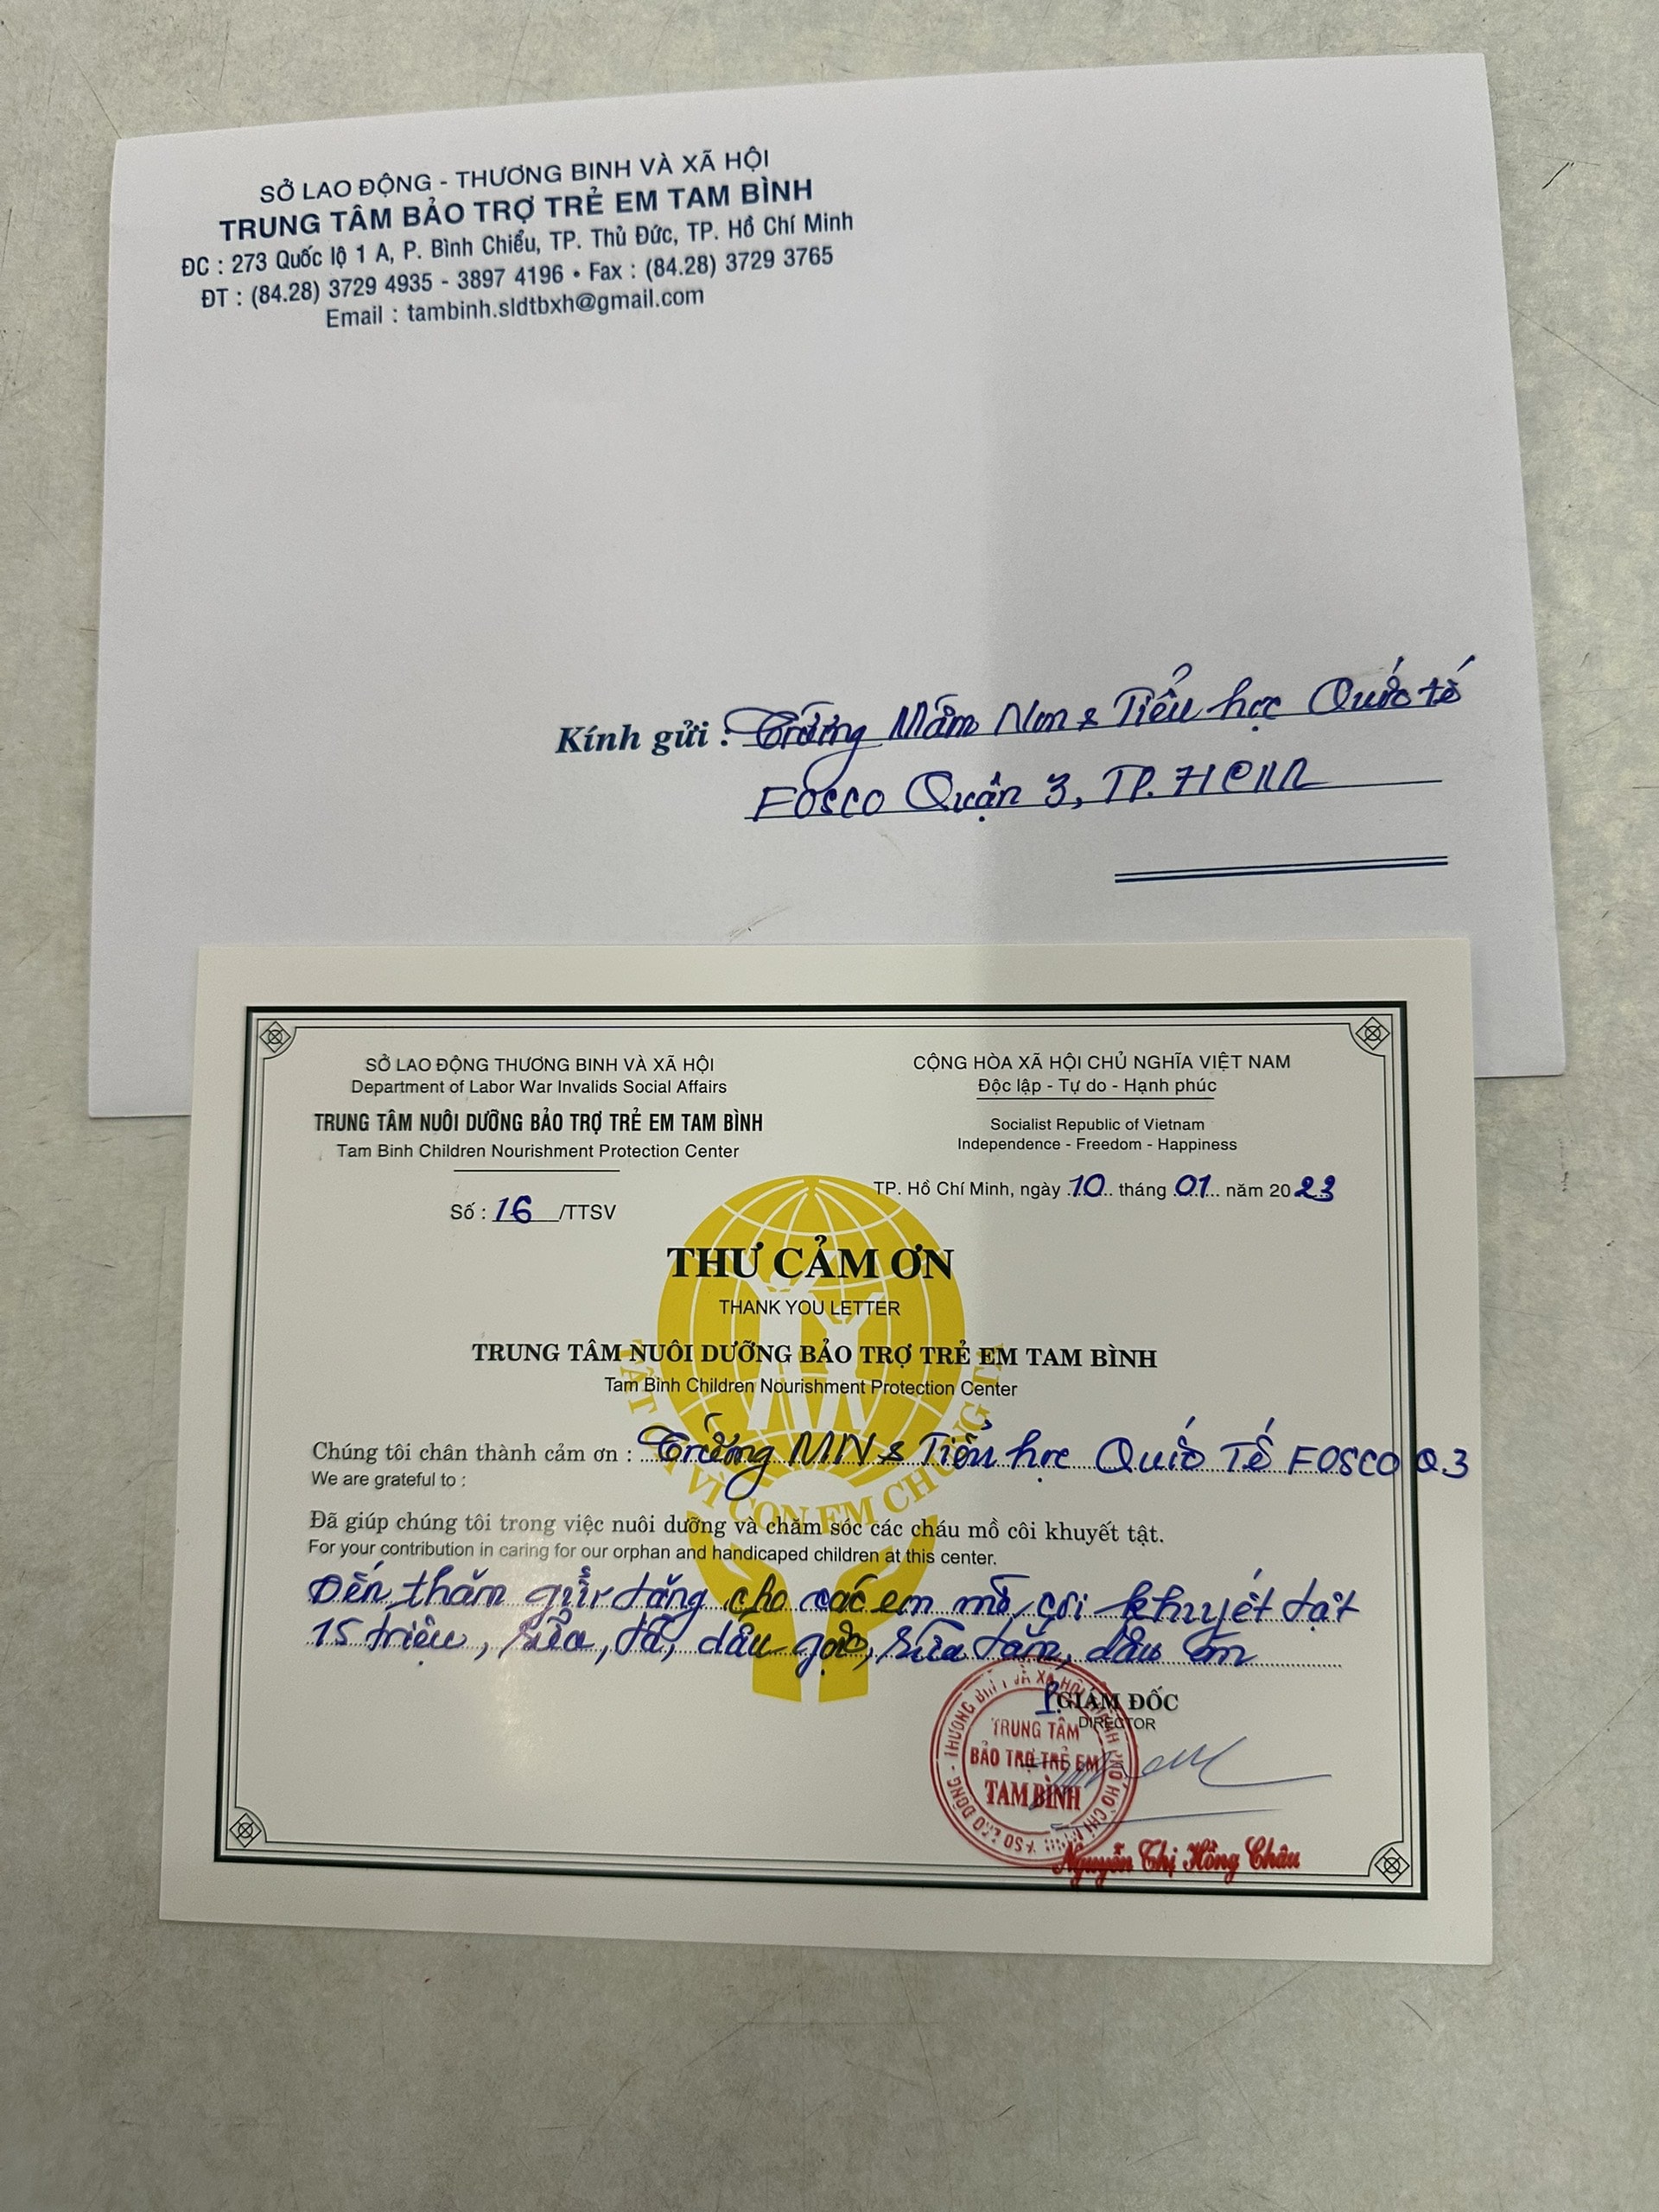 SỞ LAO ĐỘNG - THƯƠNG BINH VÀ XÃ HỘI
TRUNG TÂM BẢO TRỢ TRẺ EM TAM BÌNH
ĐC : 273 Quốc lộ 1 A, P. Bình Chiểu, TP. Thủ Đức, TP. Hồ Chí Minh
ĐT : (84.28) 3729 4935 - 3897 4196 • Fax : (84.28) 3729 3765
Email : tambinh.sldtbxh@gmail.com
Kính gửi : Trường Mầm Non & Tiểu học Quốc tế
FOSCO Quận 3, TP. HCM
SỞ LAO ĐỘNG THƯƠNG BINH VÀ XÃ HỘI
Department of Labor War Invalids Social Affairs
TRUNG TÂM NUÔI DƯỠNG BẢO TRỢ TRẺ EM TAM BÌNH
Tam Binh Children Nourishment Protection Center
Số : 16 /TTSV
CỘNG HÒA XÃ HỘI CHỦ NGHĨA VIỆT NAM
Độc lập - Tự do - Hạnh phúc
Socialist Republic of Vietnam
Independence - Freedom - Happiness
TP. Hồ Chí Minh, ngày 10 tháng 01 năm 2023
THƯ CẢM ƠN
THANK YOU LETTER
TRUNG TÂM NUÔI DƯỠNG BẢO TRỢ TRẺ EM TAM BÌNH
Tam Binh Children Nourishment Protection Center
Chúng tôi chân thành cảm ơn : Trường MN & Tiểu học Quốc Tế FOSCO Q.3
We are grateful to :
VÌ CON EM CHÚNG TA
Đã giúp chúng tôi trong việc nuôi dưỡng và chăm sóc các cháu mồ côi khuyết tật.
For your contribution in caring for our orphan and handicaped children at this center.
Đến thăm gửi tặng cho các em mồ côi khuyết tật
15 triệu, sữa, tã, dầu gội, sữa tắm, dầu ăn
P.GIÁM ĐỐC
DIRECTOR
TRUNG TÂM
BẢO TRỢ TRẺ EM
TAM BÌNH
Nguyễn Thị Hồng Châu